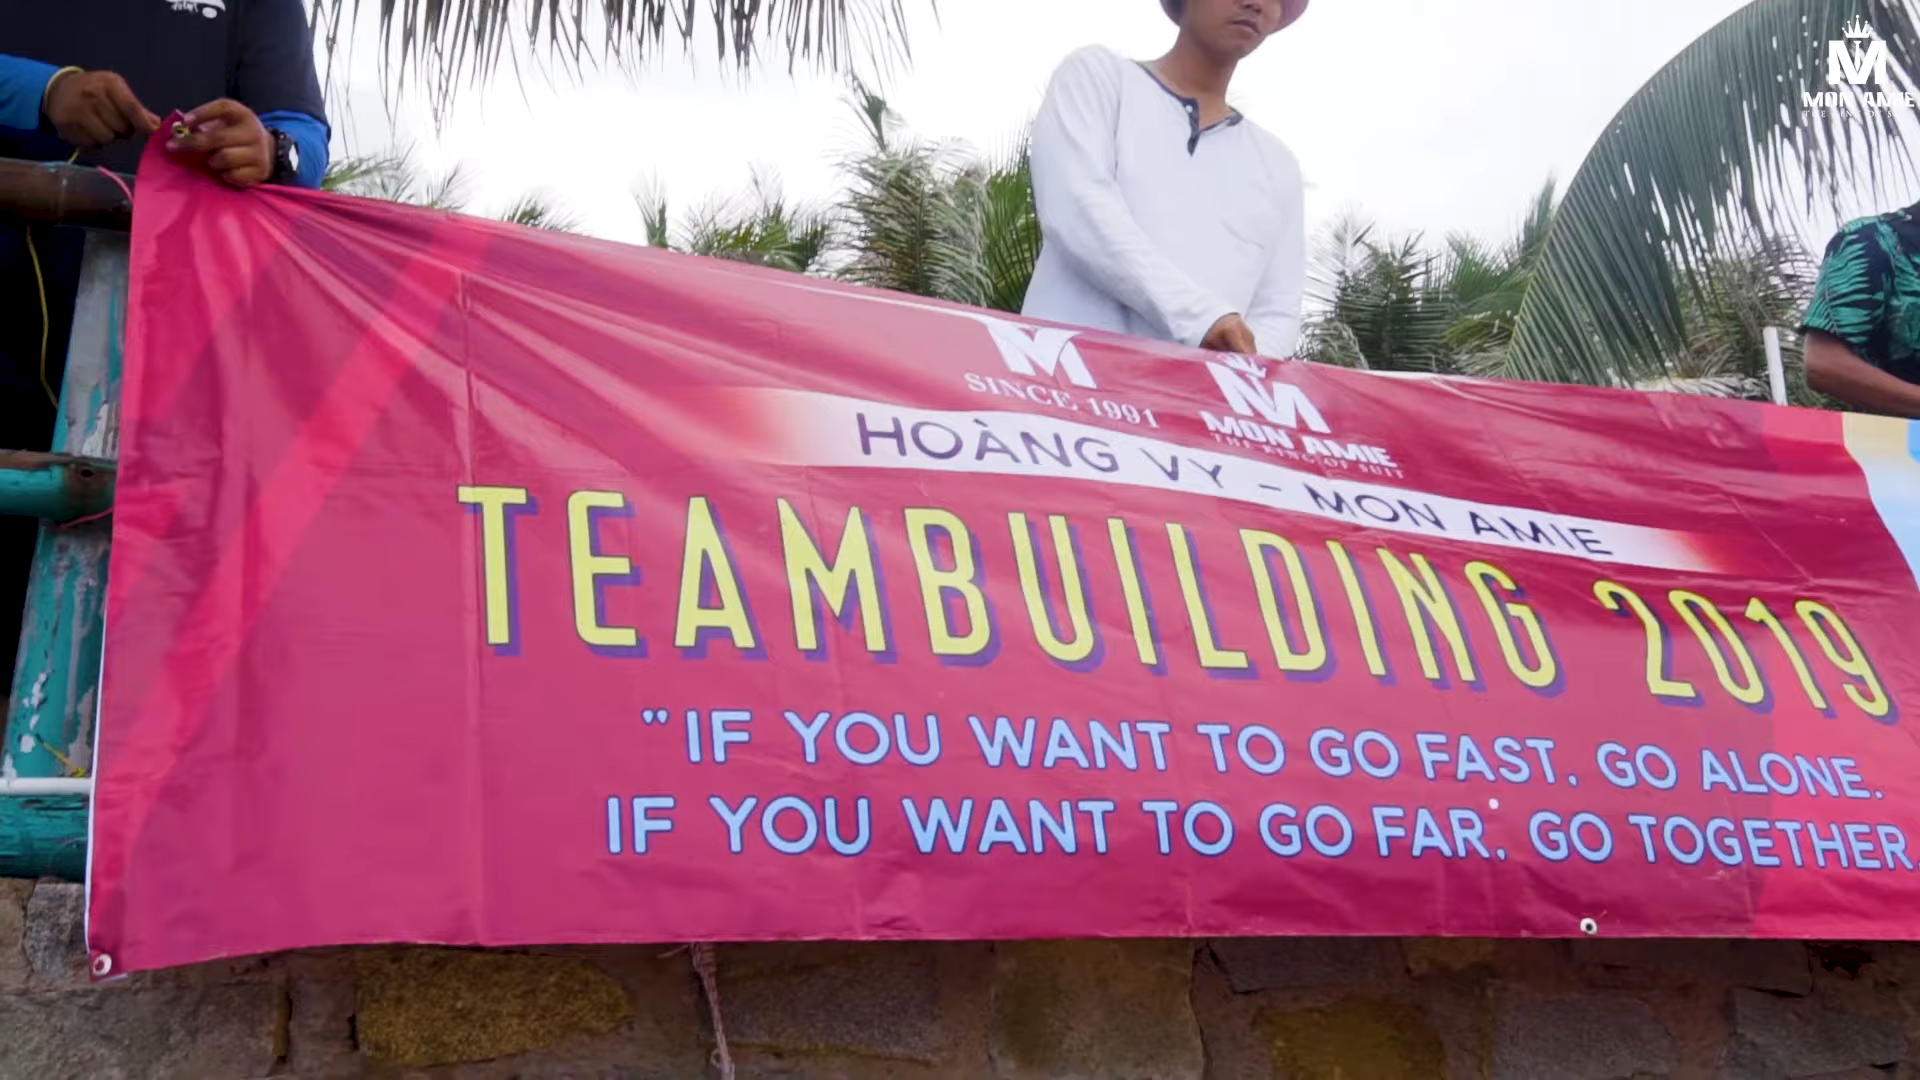 MON AMIE
SINCE 1991
MON AMIE
THE KING OF SUIT
HOÀNG VY - MON AMIE
TEAMBUILDING 2019
"IF YOU WANT TO GO FAST, GO ALONE.
IF YOU WANT TO GO FAR, GO TOGETHER.